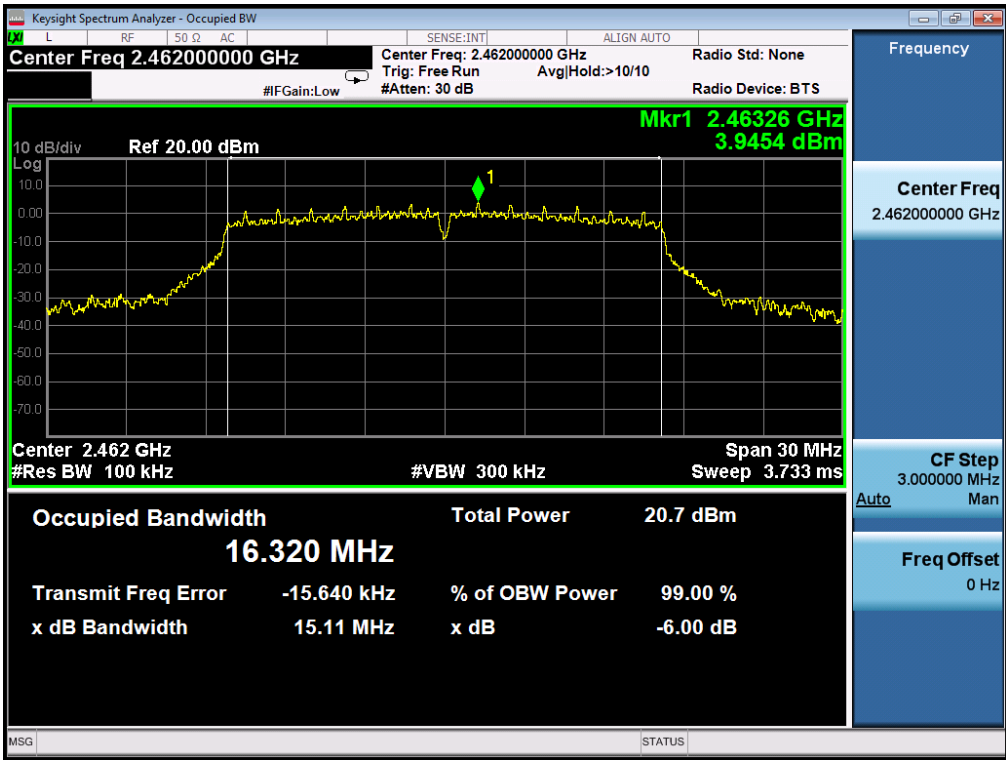 Keysight Spectrum Analyzer - Occupied BW
LXI L RF 50 Ω AC SENSE:INT ALIGN AUTO
Center Freq 2.462000000 GHz
#IFGain:Low
Center Freq: 2.462000000 GHz Radio Std: None
Trig: Free Run Avg|Hold:>10/10
#Atten: 30 dB Radio Device: BTS
Mkr1 2.46326 GHz
3.9454 dBm
10 dB/div Ref 20.00 dBm
Log
1
10.0
0.00
-10.0
-20.0
-30.0
-40.0
-50.0
-60.0
-70.0
Center 2.462 GHz Span 30 MHz
#Res BW 100 kHz #VBW 300 kHz Sweep 3.733 ms
Occupied Bandwidth Total Power 20.7 dBm
16.320 MHz
Transmit Freq Error -15.640 kHz % of OBW Power 99.00 %
x dB Bandwidth 15.11 MHz x dB -6.00 dB
MSG STATUS
Frequency
Center Freq
2.462000000 GHz
CF Step
3.000000 MHz
Auto Man
Freq Offset
0 Hz